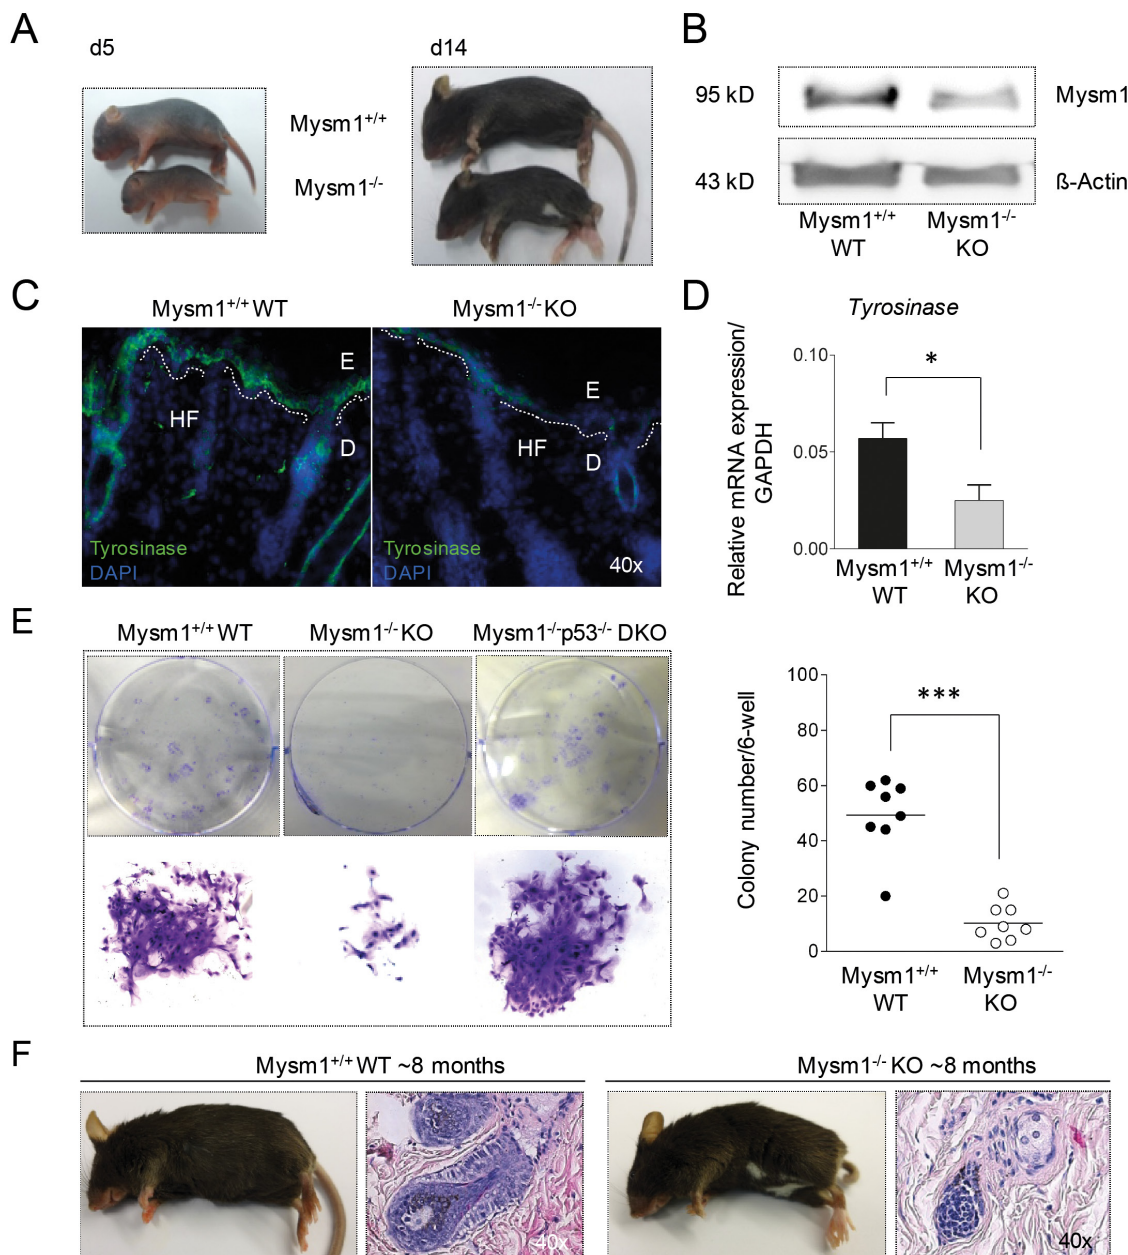 A
d5
d14
Mysm1+/+
Mysm1-/-
B
95 kD
Mysm1
43 kD
ß-Actin
Mysm1+/+
WT
Mysm1-/-
KO
C
Mysm1+/+ WT
Mysm1-/- KO
E
HF
D
Tyrosinase
DAPI
E
HF
D
Tyrosinase
DAPI
40x
D
Tyrosinase
Relative mRNA expression/
GAPDH
0.10
0.05
0.00
*
Mysm1+/+
WT
Mysm1-/-
KO
E
Mysm1+/+ WT
Mysm1-/- KO
Mysm1-/-p53-/- DKO
Colony number/6-well
100
80
60
40
20
0
***
Mysm1+/+
WT
Mysm1-/-
KO
F
Mysm1+/+ WT ~8 months
Mysm1-/- KO ~8 months
40x
40x